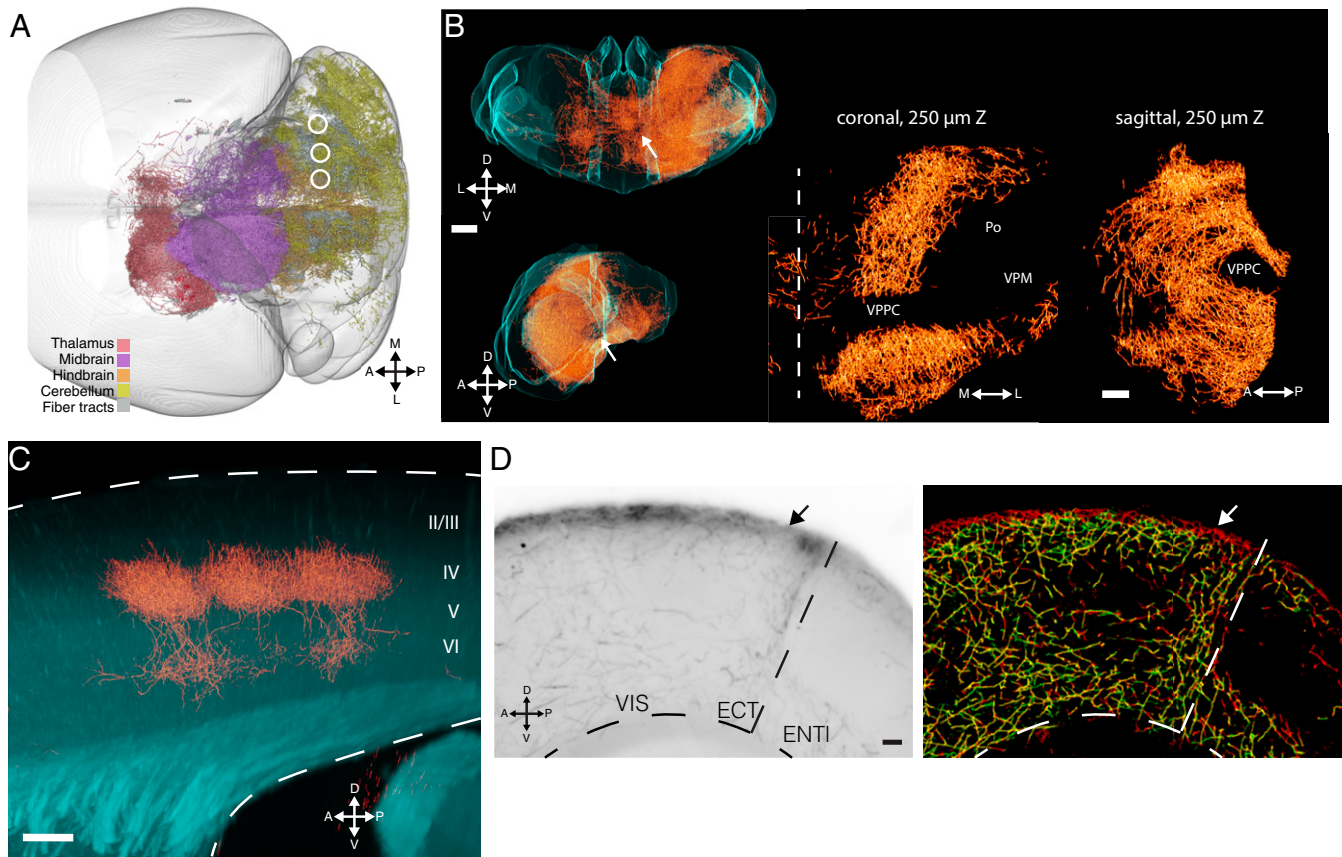 A
Thalamus
Midbrain
Hindbrain
Cerebellum
Fiber tracts
M
A P
L
B
D
L M
V
D
A P
V
coronal, 250 µm Z
Po
VPM
VPPC
M L
sagittal, 250 µm Z
VPPC
A P
C
II/III
IV
V
VI
D
A P
V
D
D
A P
V
VIS
ECT
ENTl